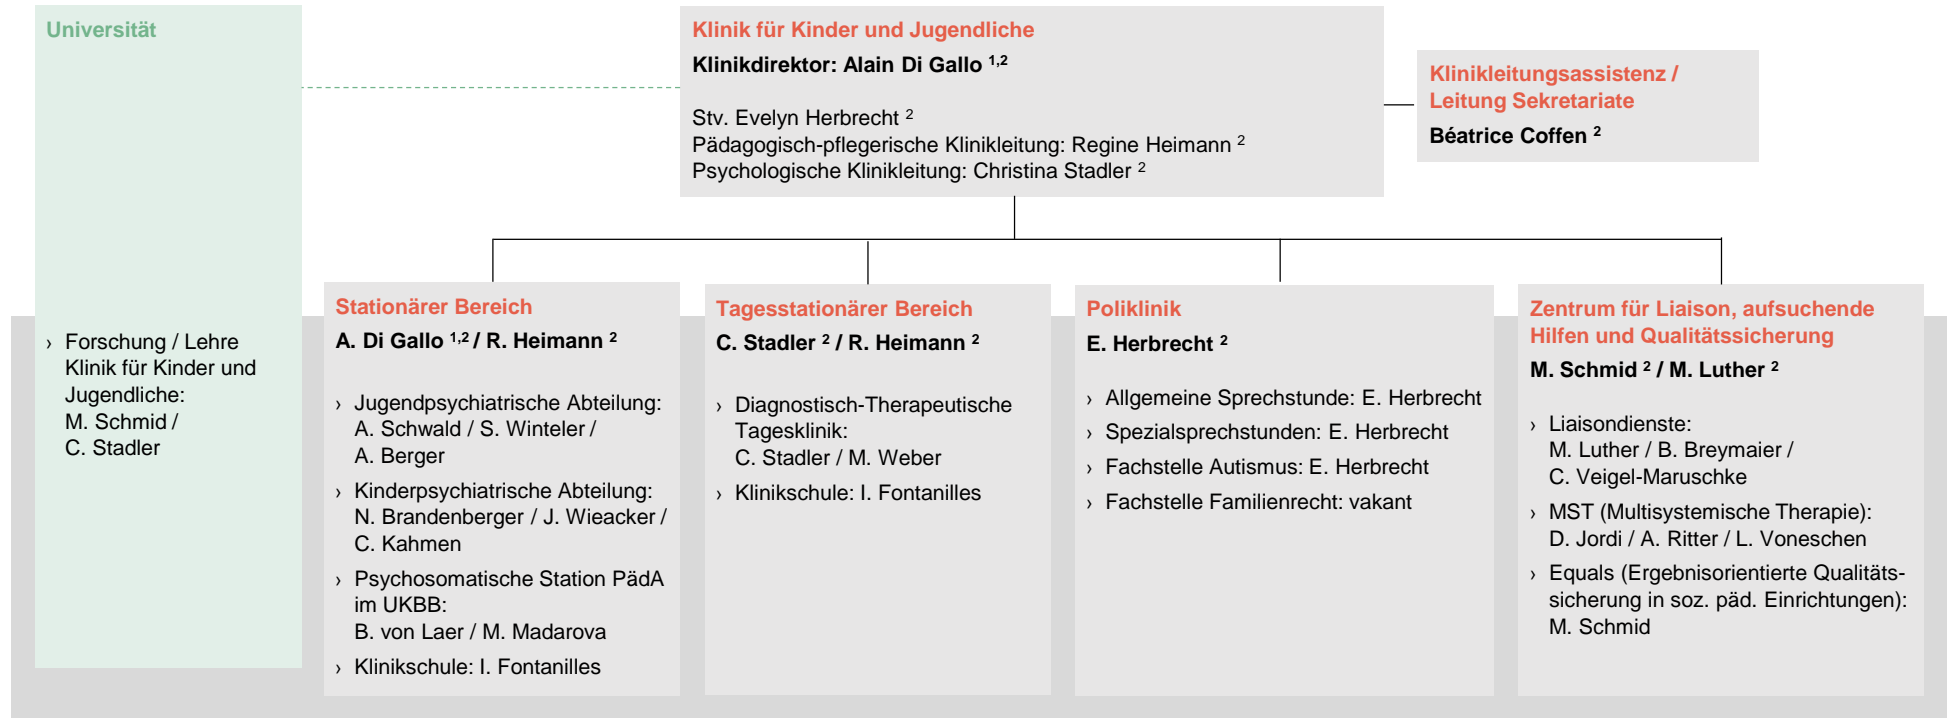 Universität
› Forschung / Lehre
Klinik für Kinder und
Jugendliche:
M. Schmid /
C. Stadler
Klinik für Kinder und Jugendliche
Klinikdirektor: Alain Di Gallo 1,2
Stv. Evelyn Herbrecht 2
Pädagogisch-pflegerische Klinikleitung: Regine Heimann 2
Psychologische Klinikleitung: Christina Stadler 2
Klinikleitungsassistenz /
Leitung Sekretariate
Béatrice Coffen 2
Stationärer Bereich
A. Di Gallo 1,2 / R. Heimann 2
› Jugendpsychiatrische Abteilung:
A. Schwald / S. Winteler /
A. Berger
› Kinderpsychiatrische Abteilung:
N. Brandenberger / J. Wieacker /
C. Kahmen
› Psychosomatische Station PädA
im UKBB:
B. von Laer / M. Madarova
› Klinikschule: I. Fontanilles
Tagesstationärer Bereich
C. Stadler 2 / R. Heimann 2
› Diagnostisch-Therapeutische
Tagesklinik:
C. Stadler / M. Weber
› Klinikschule: I. Fontanilles
Poliklinik
E. Herbrecht 2
› Allgemeine Sprechstunde: E. Herbrecht
› Spezialsprechstunden: E. Herbrecht
› Fachstelle Autismus: E. Herbrecht
› Fachstelle Familienrecht: vakant
Zentrum für Liaison, aufsuchende
Hilfen und Qualitätssicherung
M. Schmid 2 / M. Luther 2
› Liaisondienste:
M. Luther / B. Breymaier /
C. Veigel-Maruschke
› MST (Multisystemische Therapie):
D. Jordi / A. Ritter / L. Voneschen
› Equals (Ergebnisorientierte Qualitäts-
sicherung in soz. päd. Einrichtungen):
M. Schmid